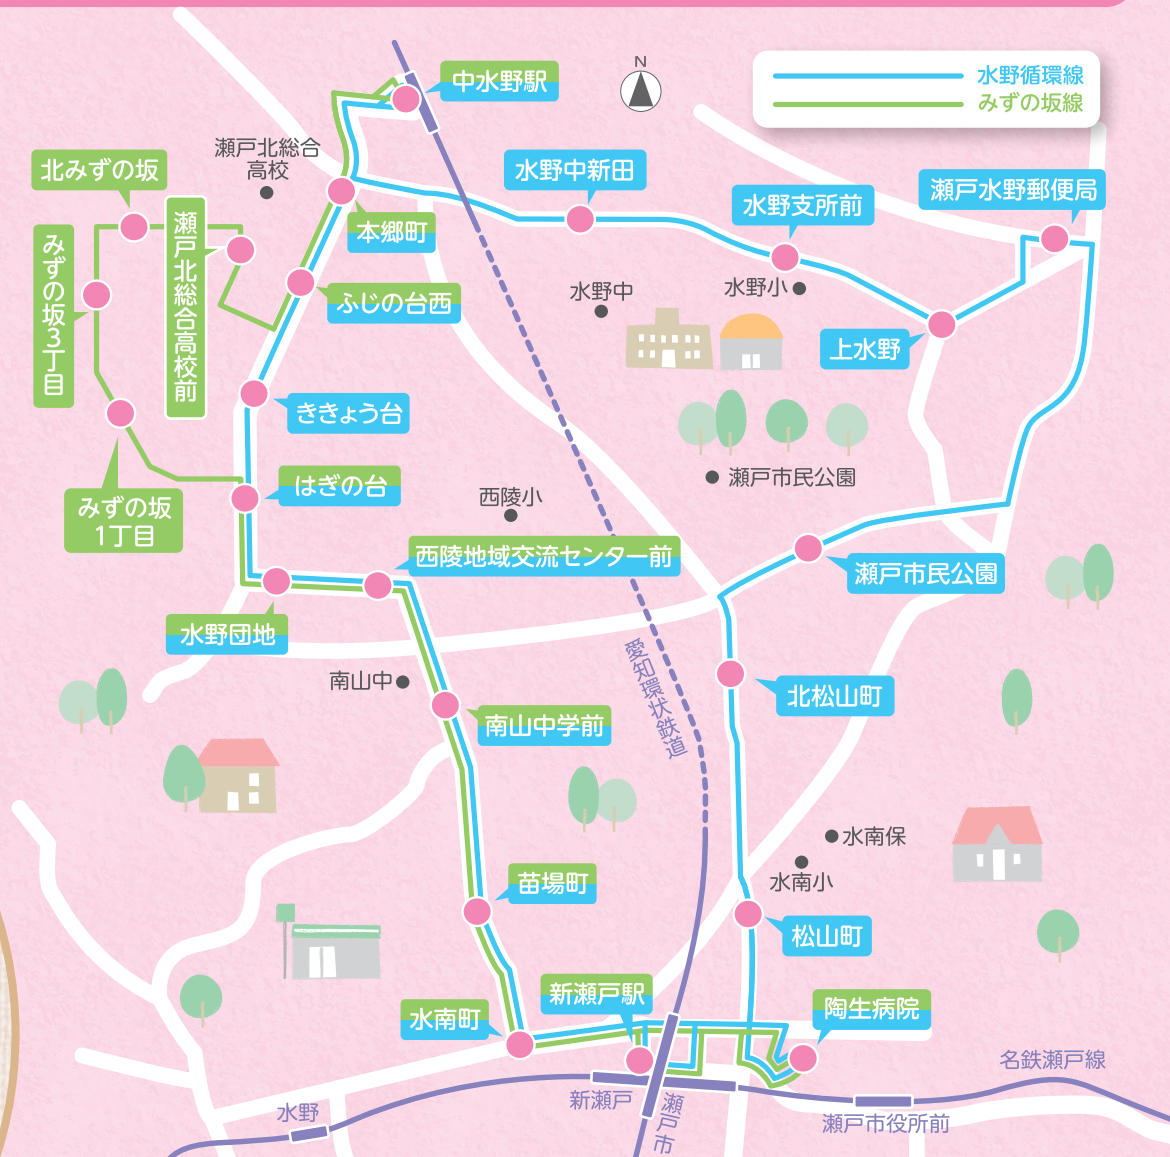 N
水野循環線
みずの坂線
中水野駅
瀬戸北総合
高校
北みずの坂
水野中新田
瀬戸水野郵便局
水野支所前
本郷町
瀬戸北総合高校前
みずの坂3丁目
ふじの台西
水野中
水野小
上水野
ききょう台
はぎの台
瀬戸市民公園
西陵小
みずの坂
1丁目
西陵地域交流センター前
瀬戸市民公園
水野団地
愛知環状鉄道
南山中
北松山町
南山中学前
水南保
水南小
苗場町
松山町
新瀬戸駅
陶生病院
水南町
名鉄瀬戸線
新瀬戸
瀬戸市
水野
瀬戸市役所前